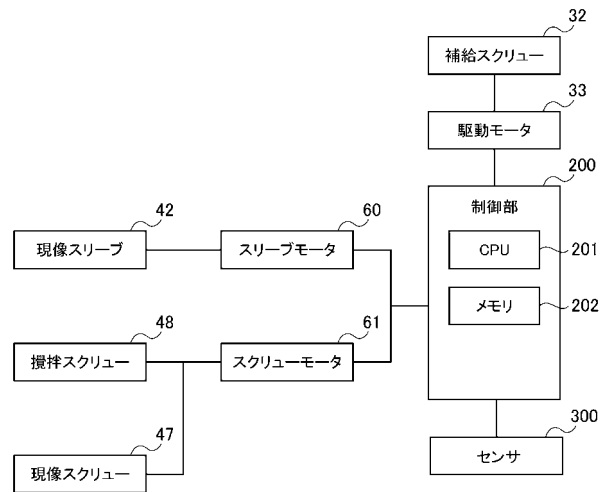 32
補給スクリュー
33
駆動モータ
200
制御部
CPU
201
メモリ
202
42
現像スリーブ
60
スリーブモータ
48
攪拌スクリュー
61
スクリューモータ
47
現像スクリュー
300
センサ